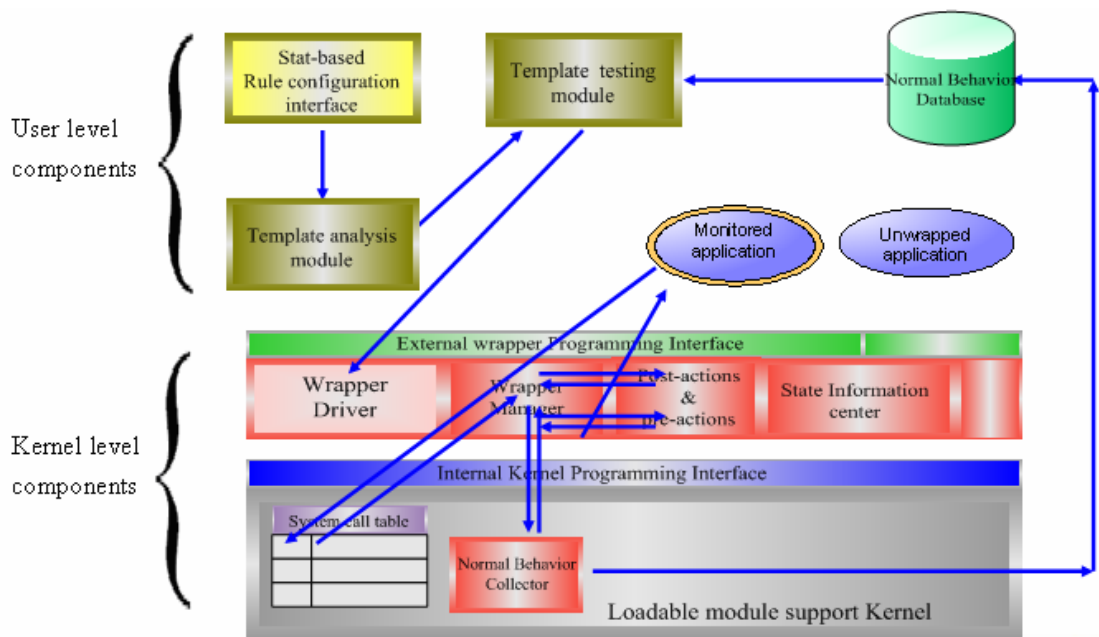 Stat-based
Rule configuration
interface
Template testing
module
Normal Behavior
Database
User level
components
Template analysis
module
Monitored
application
Unwrapped
application
External wrapper Programming Interface
Wrapper
Driver
Wrapper
Manager
Post-actions
&
pre-actions
State Information
center
Kernel level
components
Internal Kernel Programming Interface
System call table
Normal Behavior
Collector
Loadable module support Kernel